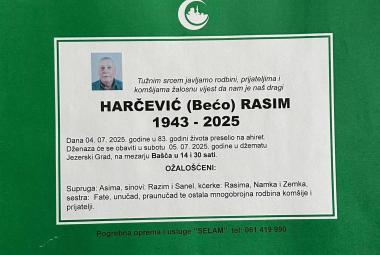 Tužnim srcem javljamo rodbini, prijateljima i
komšijama žalosnu vijest da nam je naš dragi
HARČEVIĆ (Bećo) RASIM
1943 - 2025
Dana 04. 07. 2025. godine u 83. godini života preselio na ahiret.
Dženaza će se obaviti u subotu 05. 07. 2025. godine u džematu
Jezerski Grad, na mezarju Bašča u 14 i 30 sati.
OŽALOŠĆENI:
Supruga: Asima, sinovi: Razim i Sanel, kćerke: Rasima, Namka i Zemka,
sestra: Fate, unučad, praunučad te ostala mnogobrojna rodbina komšije i
prijatelji.
Pogrebna oprema i usluge "SELAM" tel: 061 419 990